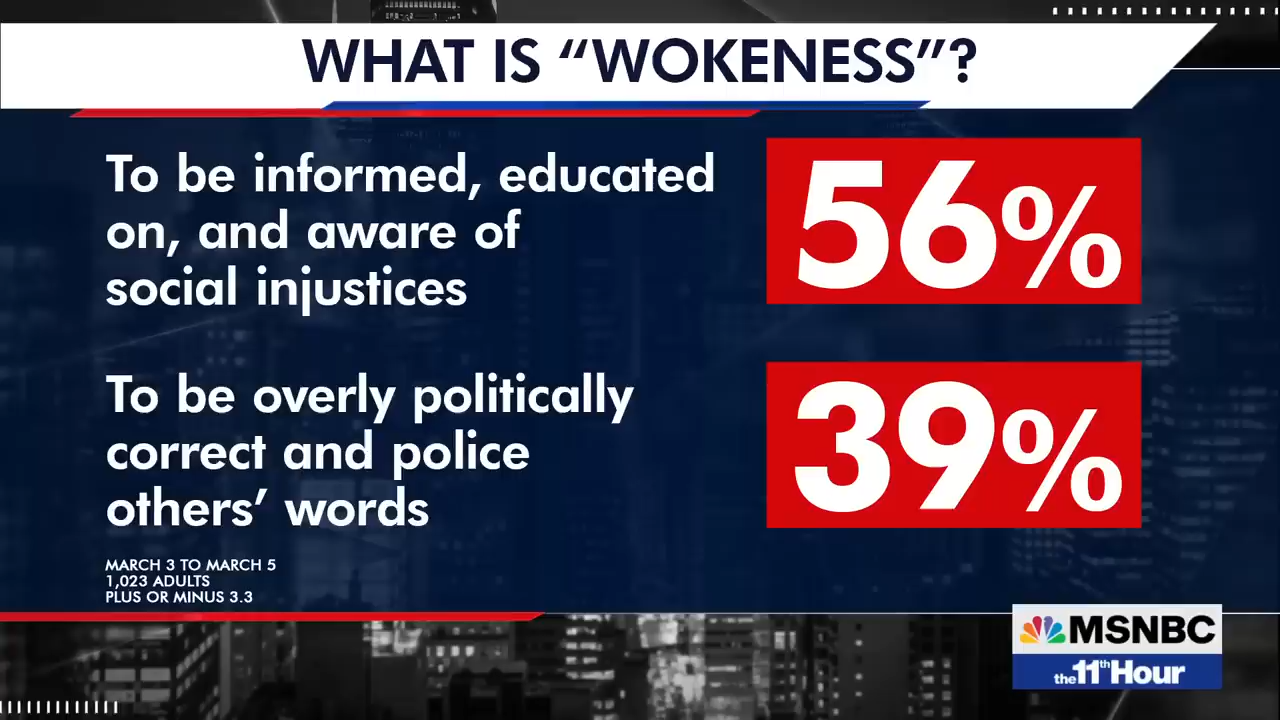 WHAT IS “WOKENESS”?
To be informed, educated
on, and aware of
social injustices
56%
To be overly politically
correct and police
others’ words
39%
MARCH 3 TO MARCH 5
1,023 ADULTS
PLUS OR MINUS 3.3
MSNBC
the 11th Hour